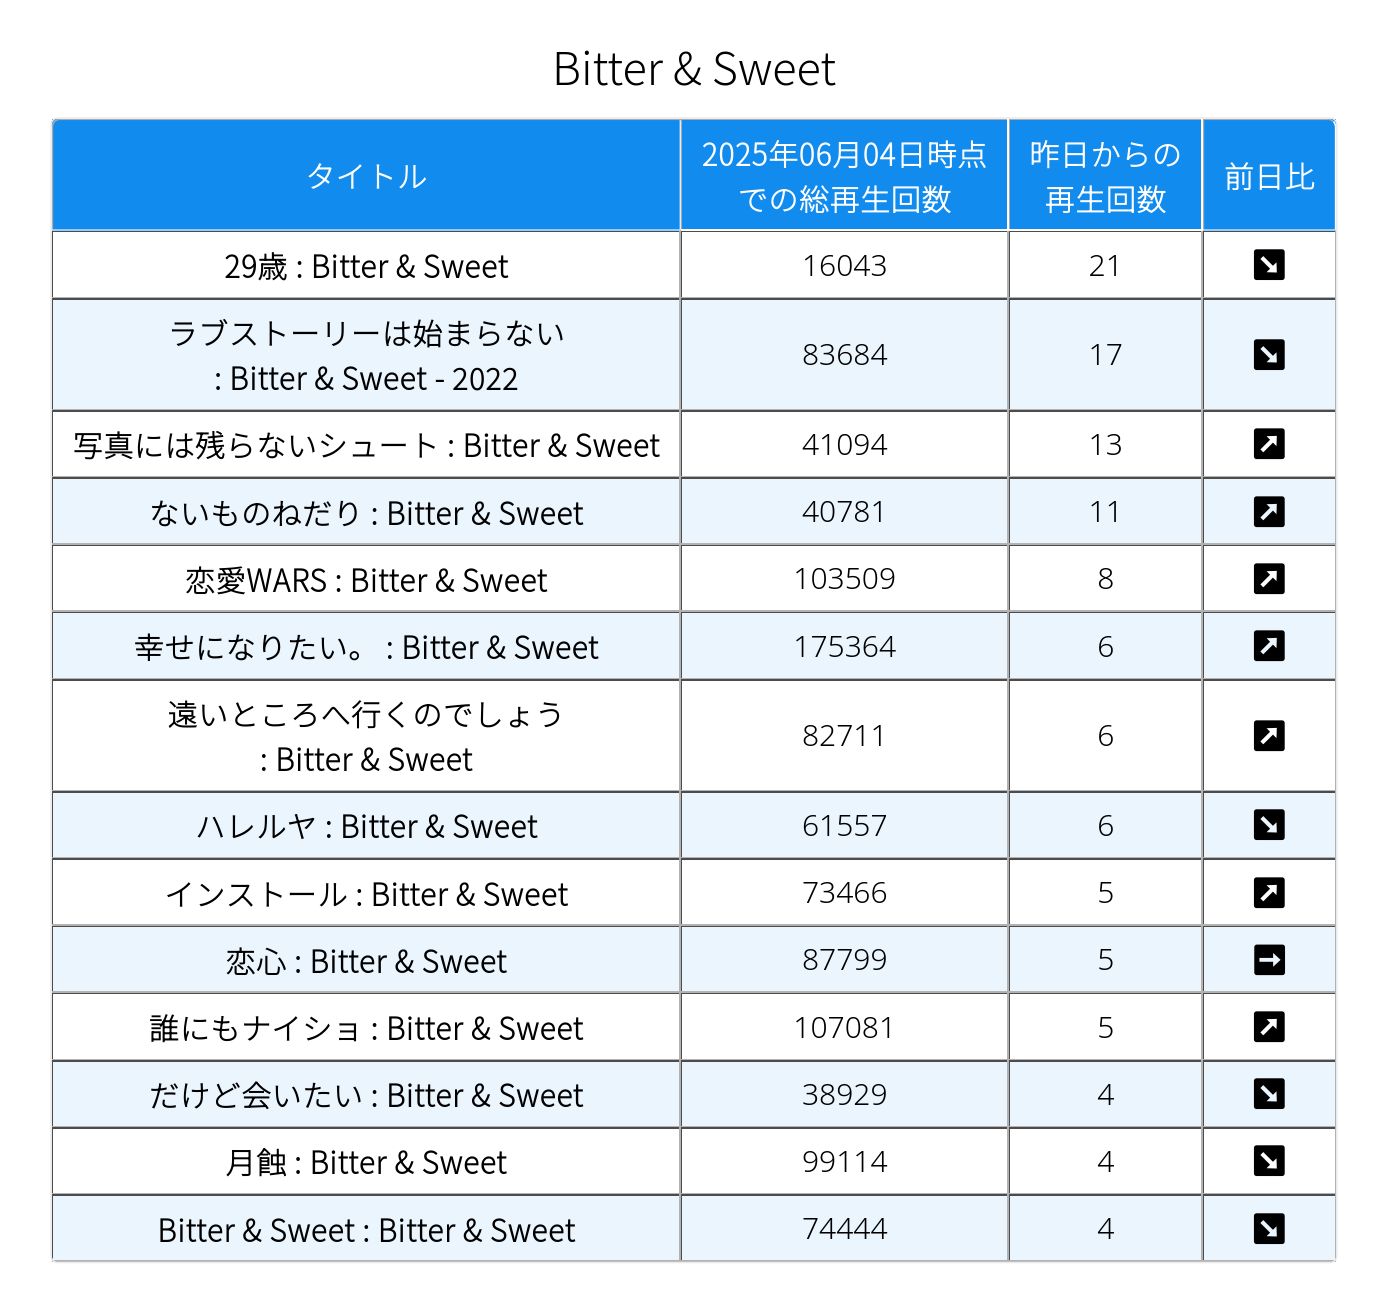 Bitter & Sweet
タイトル
2025年06月04日時点
での総再生回数
昨日からの
再生回数
前日比
29歳 : Bitter & Sweet
16043
21
ラブストーリーは始まらない
: Bitter & Sweet - 2022
83684
17
写真には残らないシュート : Bitter & Sweet
41094
13
ないものねだり : Bitter & Sweet
40781
11
恋愛WARS : Bitter & Sweet
103509
8
幸せになりたい。 : Bitter & Sweet
175364
6
遠いところへ行くのでしょう
: Bitter & Sweet
82711
6
ハレルヤ : Bitter & Sweet
61557
6
インストール : Bitter & Sweet
73466
5
恋心 : Bitter & Sweet
87799
5
誰にもナイショ : Bitter & Sweet
107081
5
だけど会いたい : Bitter & Sweet
38929
4
月蝕 : Bitter & Sweet
99114
4
Bitter & Sweet : Bitter & Sweet
74444
4